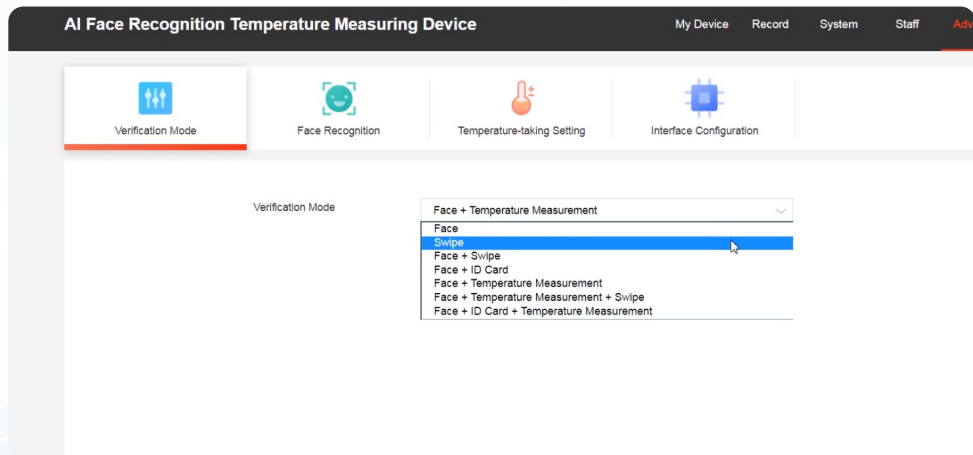 AI Face Recognition Temperature Measuring Device
My Device Record System Staff Adv
Verification Mode Face Recognition Temperature-taking Setting Interface Configuration
Verification Mode Face + Temperature Measurement
Face
Swipe
Face + Swipe
Face + ID Card
Face + Temperature Measurement
Face + Temperature Measurement + Swipe
Face + ID Card + Temperature Measurement